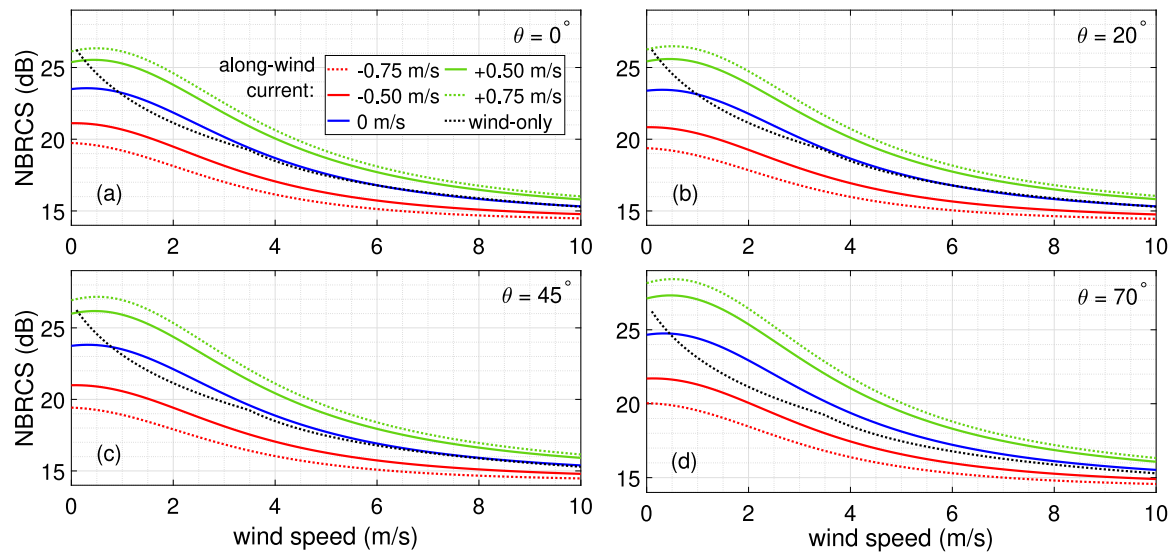 NBRCS (dB)
25
20
15
0 2 4 6 8 10
θ = 0°
along-wind current:
-0.75 m/s
-0.50 m/s
0 m/s
+0.50 m/s
+0.75 m/s
wind-only
(a)
25
20
15
0 2 4 6 8 10
θ = 20°
(b)
NBRCS (dB)
25
20
15
0 2 4 6 8 10
wind speed (m/s)
θ = 45°
(c)
25
20
15
0 2 4 6 8 10
wind speed (m/s)
θ = 70°
(d)